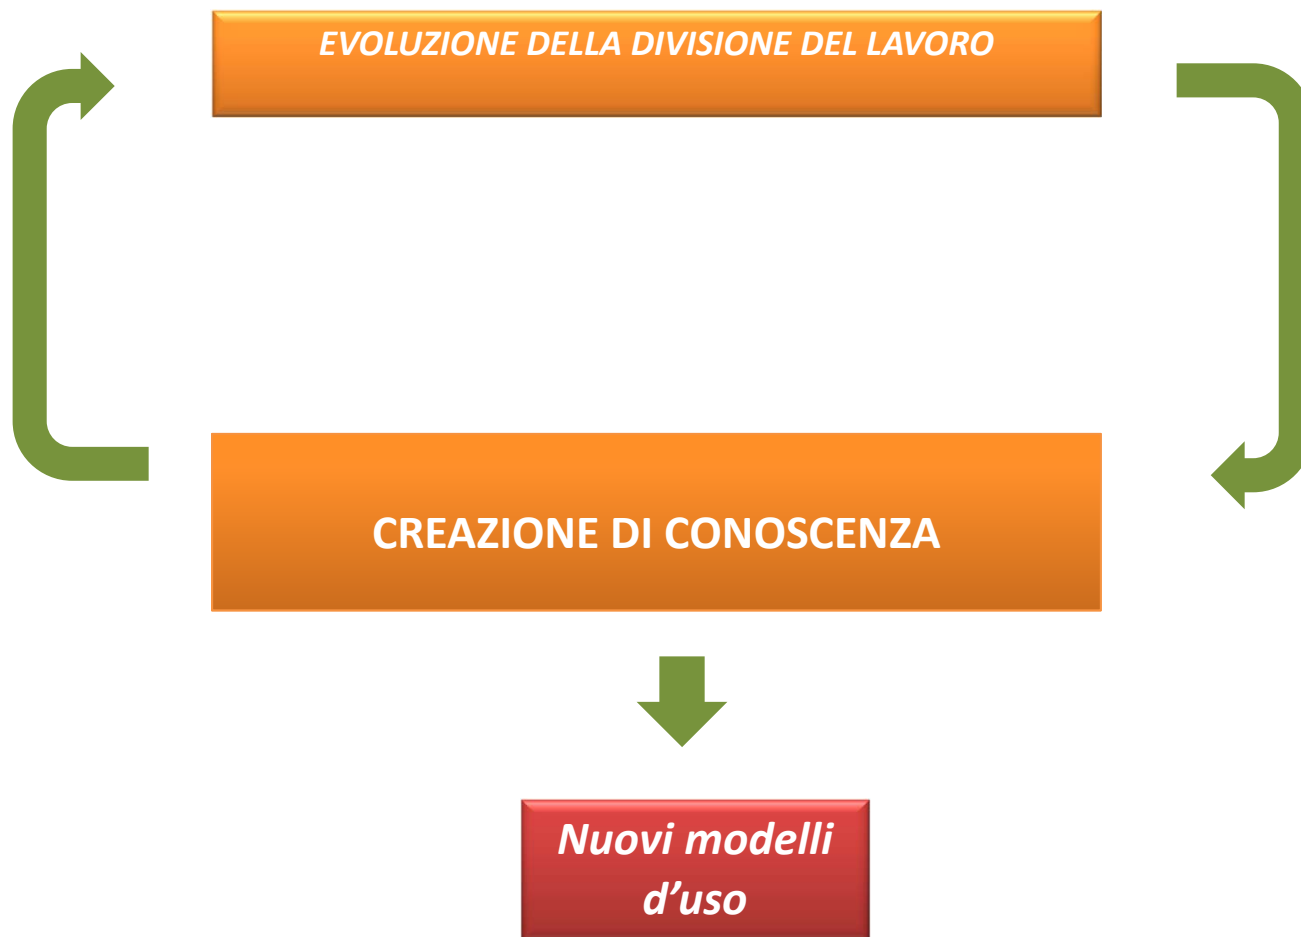 EVOLUZIONE DELLA DIVISIONE DEL LAVORO
CREAZIONE DI CONOSCENZA
Nuovi modelli
d’uso